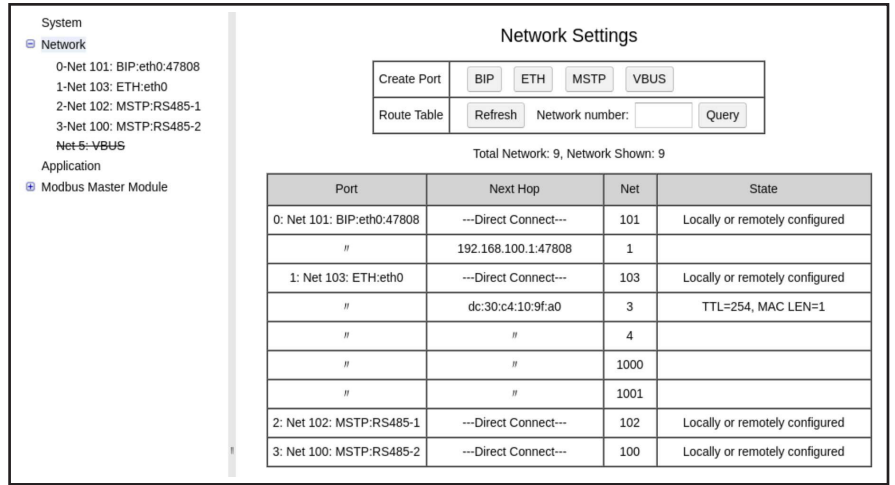 System
Network
0-Net 101: BIP:eth0:47808
1-Net 103: ETH:eth0
2-Net 102: MSTP:RS485-1
3-Net 100: MSTP:RS485-2
Net 5: VBUS
Application
Modbus Master Module
Network Settings
Create Port BIP ETH MSTP VBUS
Route Table Refresh Network number: Query
Total Network: 9, Network Shown: 9
Port Next Hop Net State
0: Net 101: BIP:eth0:47808 ---Direct Connect--- 101 Locally or remotely configured
〃 192.168.100.1:47808 1
1: Net 103: ETH:eth0 ---Direct Connect--- 103 Locally or remotely configured
〃 dc:30:c4:10:9f:a0 3 TTL=254, MAC LEN=1
〃 〃 4
〃 〃 1000
〃 〃 1001
2: Net 102: MSTP:RS485-1 ---Direct Connect--- 102 Locally or remotely configured
3: Net 100: MSTP:RS485-2 ---Direct Connect--- 100 Locally or remotely configured